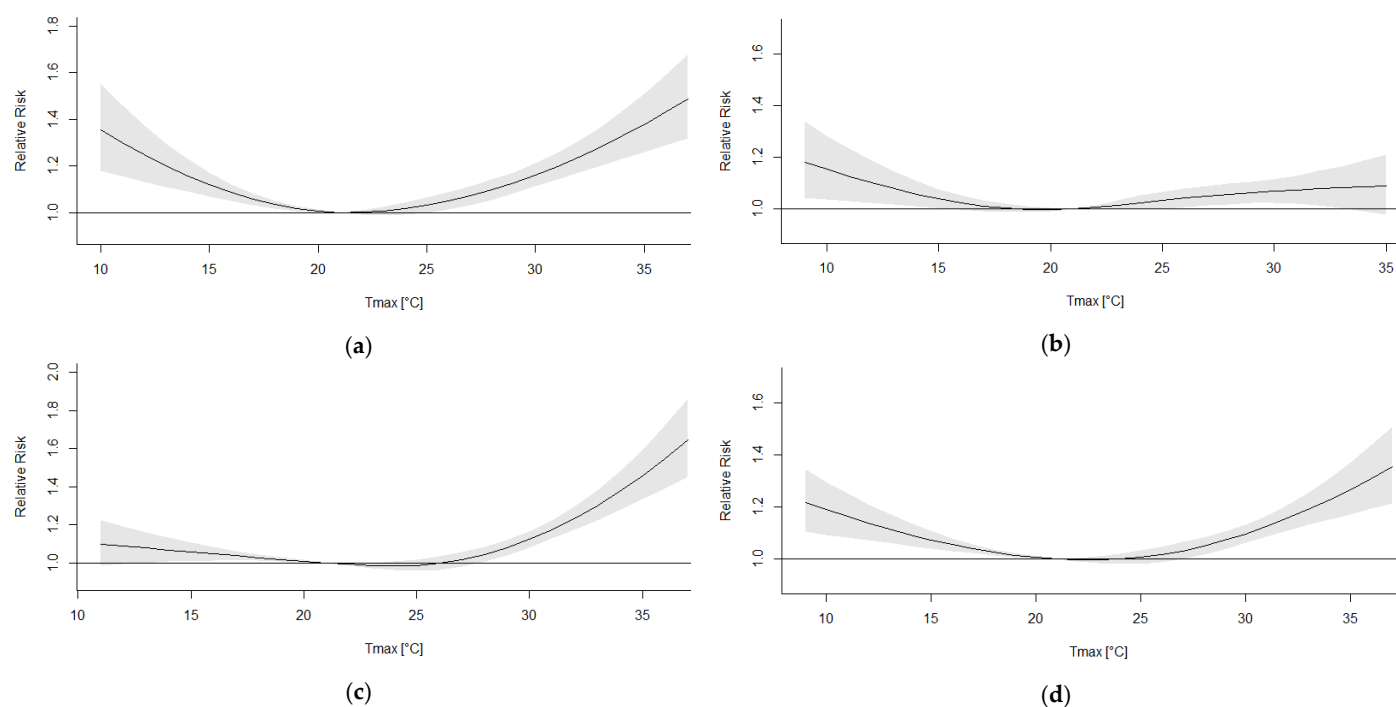 1.0 1.2 1.4 1.6 1.8
Relative Risk
10 15 20 25 30 35
Tmax [°C]
(a)
1.0 1.2 1.4 1.6
Relative Risk
10 15 20 25 30 35
Tmax [°C]
(b)
1.0 1.2 1.4 1.6 1.8 2.0
Relative Risk
10 15 20 25 30 35
Tmax [°C]
(c)
1.0 1.2 1.4 1.6
Relative Risk
10 15 20 25 30 35
Tmax [°C]
(d)